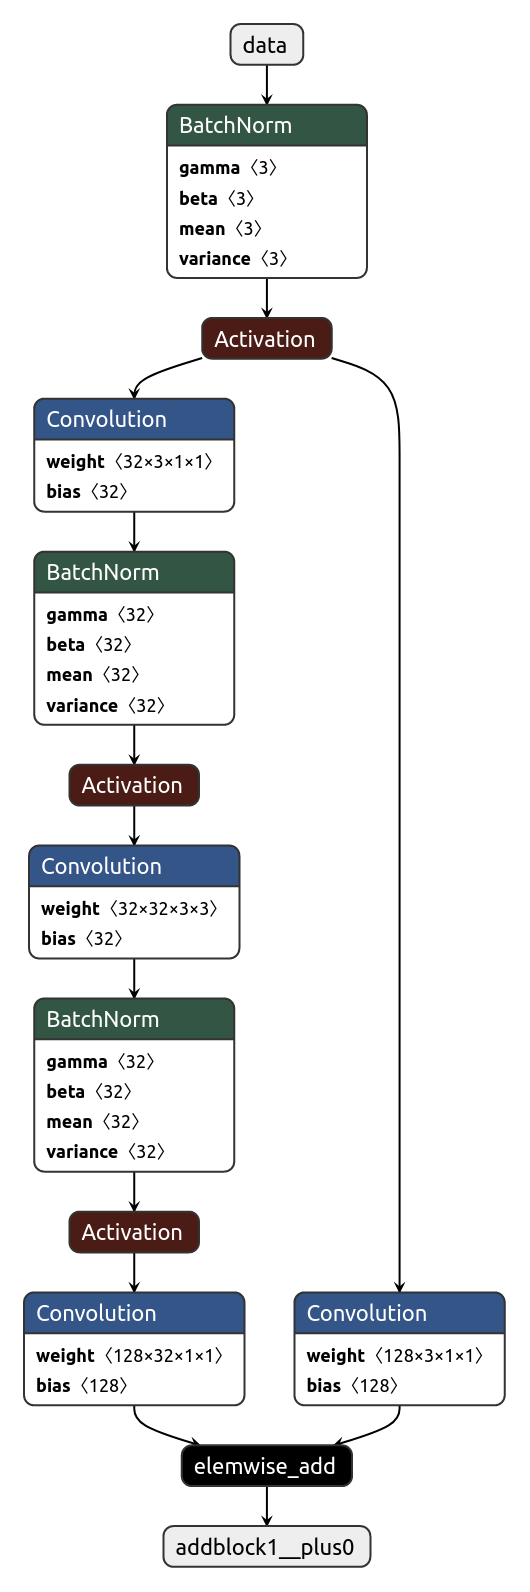 data
BatchNorm
gamma 〈3〉
beta 〈3〉
mean 〈3〉
variance 〈3〉
Activation
Convolution
weight 〈32×3×1×1〉
bias 〈32〉
BatchNorm
gamma 〈32〉
beta 〈32〉
mean 〈32〉
variance 〈32〉
Activation
Convolution
weight 〈32×32×3×3〉
bias 〈32〉
BatchNorm
gamma 〈32〉
beta 〈32〉
mean 〈32〉
variance 〈32〉
Activation
Convolution
weight 〈128×32×1×1〉
bias 〈128〉
Convolution
weight 〈128×3×1×1〉
bias 〈128〉
elemwise_add
addblock1__plus0